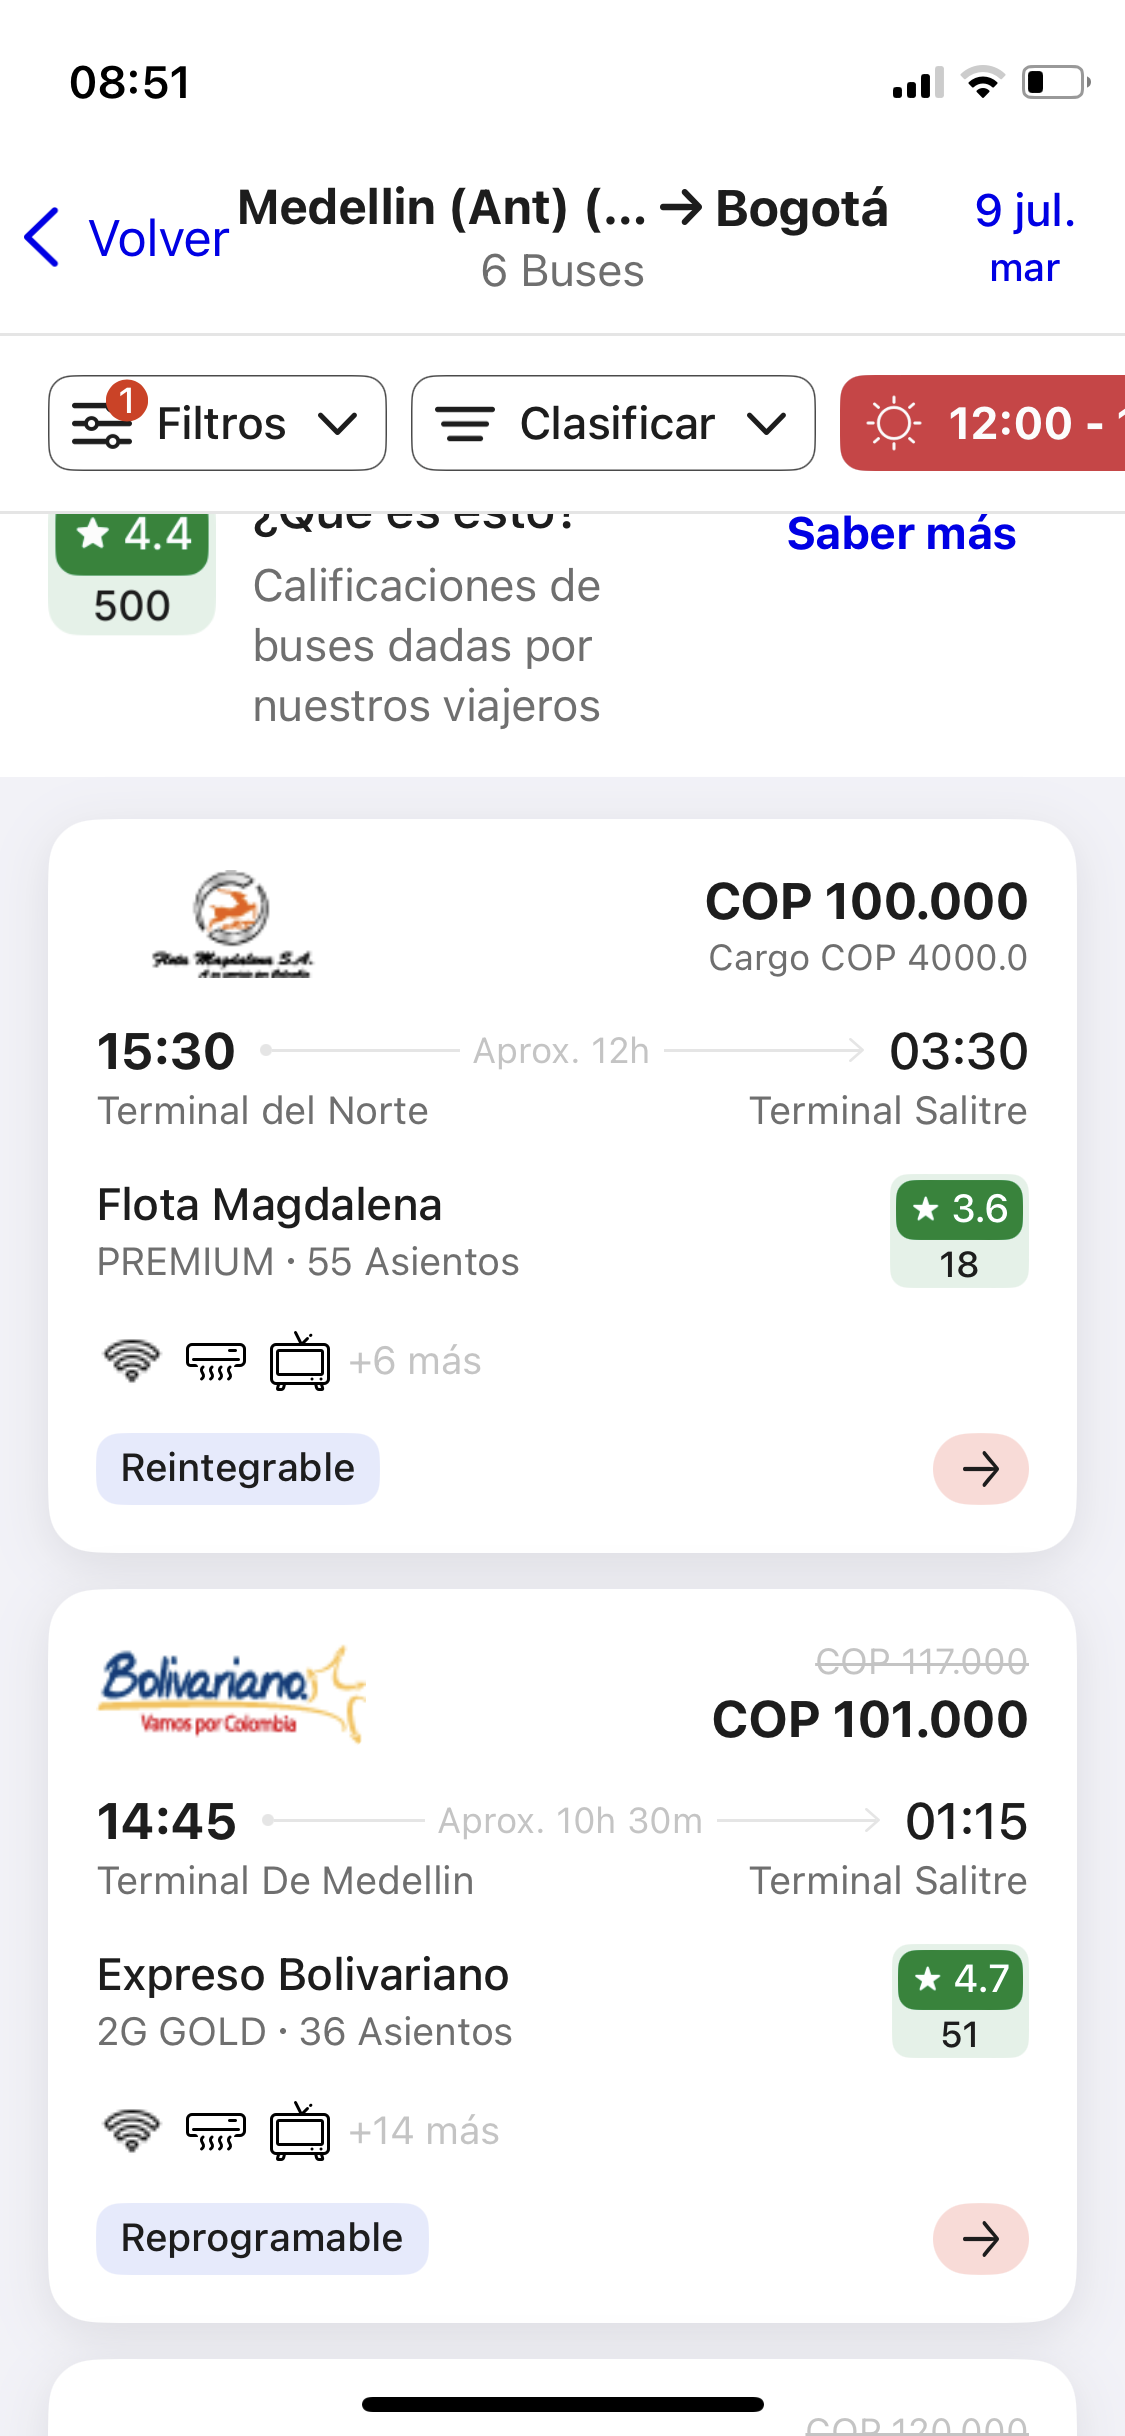 08:51
Volver
Medellin (Ant) (... → Bogotá
6 Buses
9 jul.
mar
1
Filtros
Clasificar
12:00 -
★ 4.4
500
¿Qué es esto?
Calificaciones de
buses dadas por
nuestros viajeros
Saber más
Flota Magdalena S.A.
COP 100.000
Cargo COP 4000.0
15:30 Aprox. 12h 03:30
Terminal del Norte Terminal Salitre
Flota Magdalena
PREMIUM · 55 Asientos
★ 3.6
18
+6 más
Reintegrable
Bolivariano
Vamos por Colombia
COP 117.000
COP 101.000
14:45 Aprox. 10h 30m 01:15
Terminal De Medellin Terminal Salitre
Expreso Bolivariano
2G GOLD · 36 Asientos
★ 4.7
51
+14 más
Reprogramable
COP 120.000